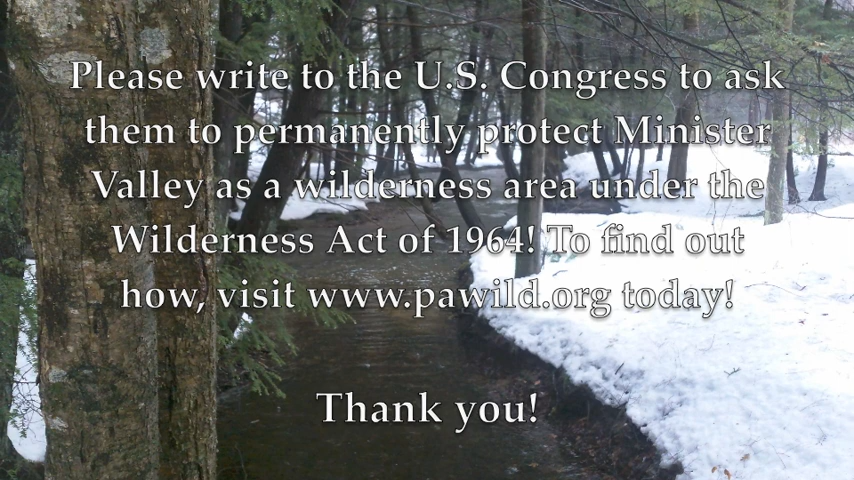 Please write to the U.S. Congress to ask
them to permanently protect Minister
Valley as a wilderness area under the
Wilderness Act of 1964! To find out
how, visit www.pawild.org today!
Thank you!